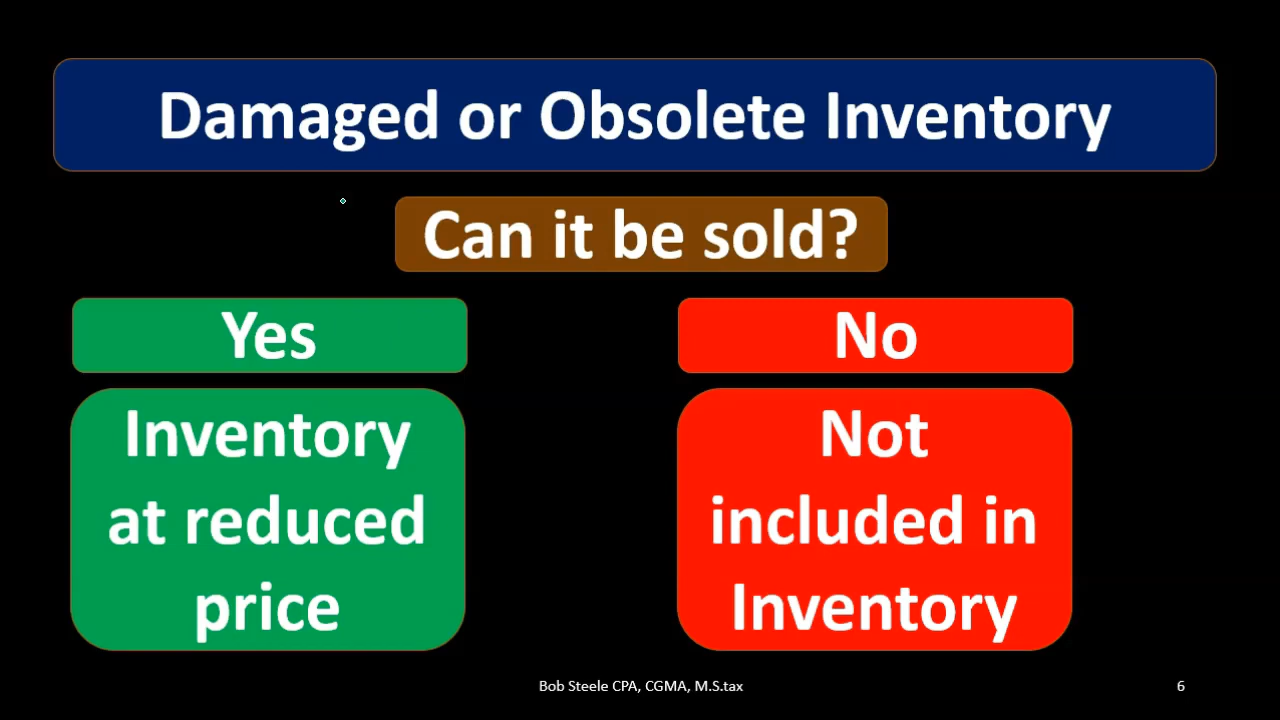 Damaged or Obsolete Inventory
Can it be sold?
Yes
Inventory
at reduced
price
No
Not
included in
Inventory
Bob Steele CPA, CGMA, M.S.tax
6